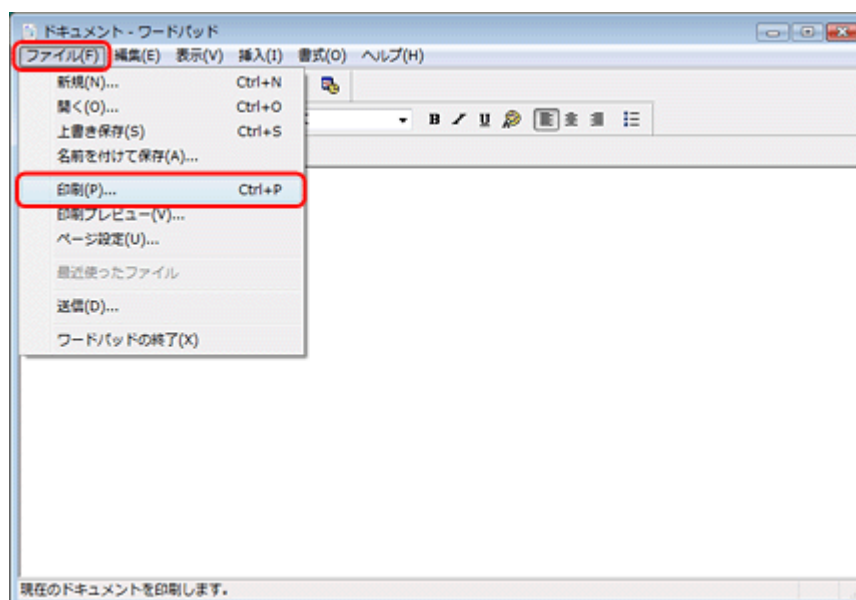 ドキュメント - ワードパッド
ファイル(F) 編集(E) 表示(V) 挿入(I) 書式(O) ヘルプ(H)
新規(N)... Ctrl+N
開く(O)... Ctrl+O
上書き保存(S) Ctrl+S
名前を付けて保存(A)...
印刷(P)... Ctrl+P
印刷プレビュー(V)...
ページ設定(U)...
最近使ったファイル
送信(D)...
ワードパッドの終了(X)
現在のドキュメントを印刷します。